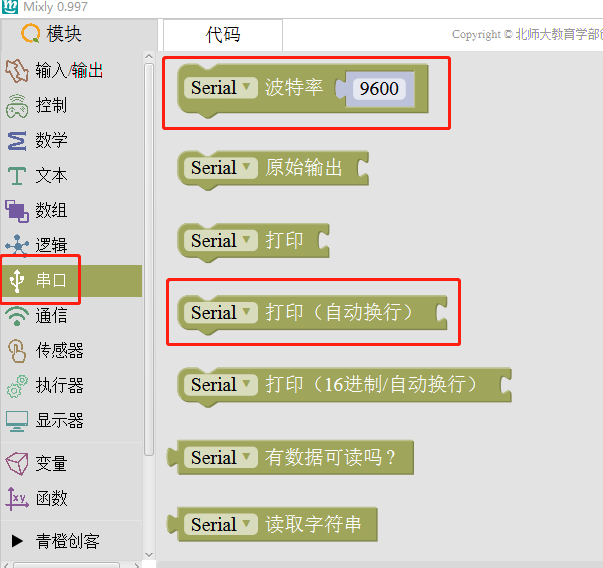 Mixly 0.997
模块
代码
Copyright © 北师大教育学部创
输入/输出
控制
数学
文本
数组
逻辑
串口
通信
传感器
执行器
显示器
变量
函数
青橙创客
Serial 波特率 9600
Serial 原始输出
Serial 打印
Serial 打印（自动换行）
Serial 打印（16进制/自动换行）
Serial 有数据可读吗？
Serial 读取字符串